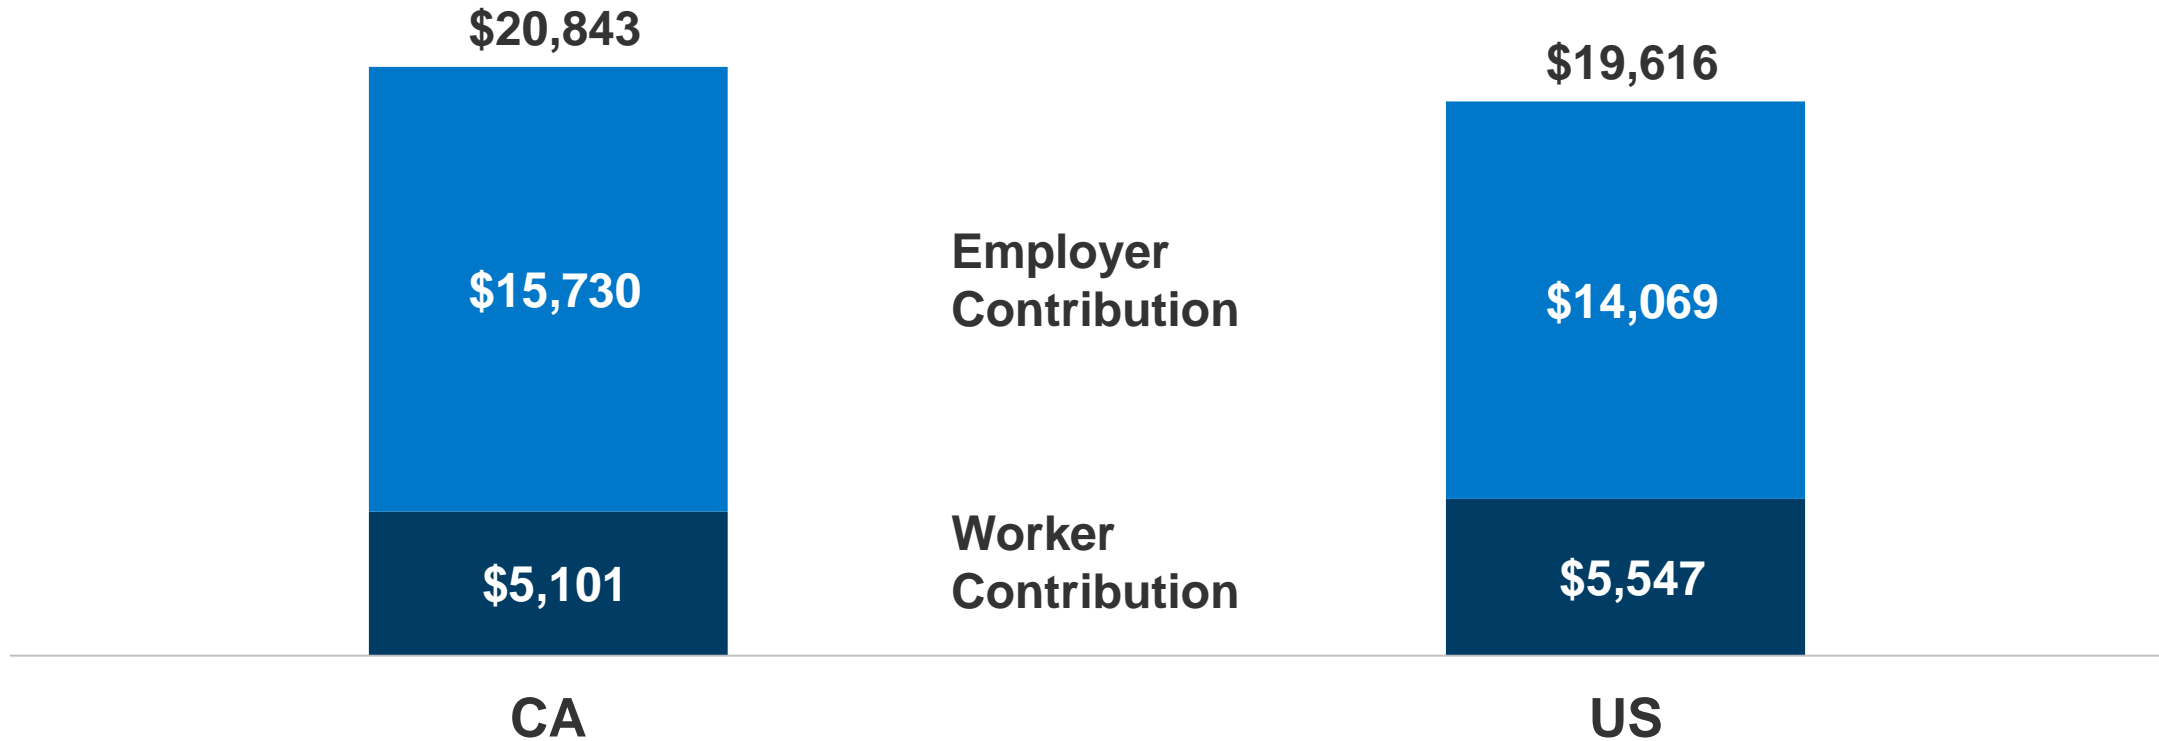 $20,843
$19,616
Employer
Contribution
$15,730
$14,069
Worker
Contribution
$5,101
$5,547
CA
US